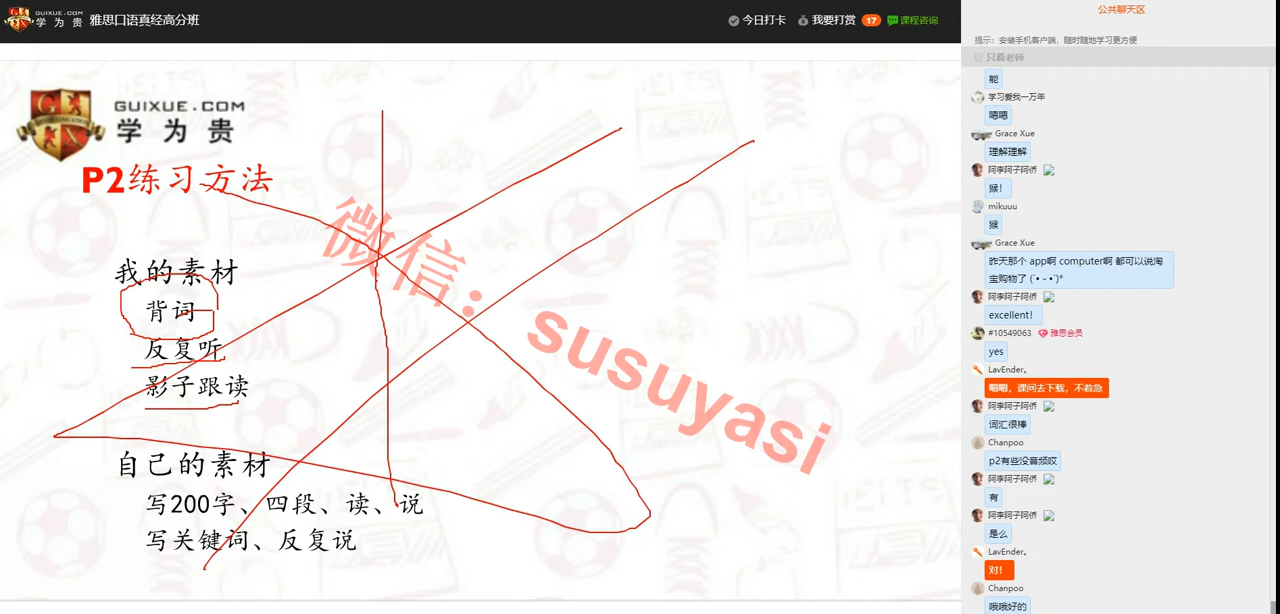 GUIXUE.COM
学为贵
雅思口语真经高分班
今日打卡
我要打赏
17
课程咨询
GUIXUE.COM
学为贵
P2练习方法
我的素材
背词
反复听
影子跟读
自己的素材
写200字、四段、读、说
写关键词、反复说
微信：susuyasi
公共聊天区
提示：安装手机客户端，随时随地学习更方便
只看老师
能
学习爱我一万年
嗯嗯
Grace Xue
理解理解
阿李阿子阿侨
猴！
mikuuu
猴
Grace Xue
昨天那个 app啊 computer啊 都可以说淘
宝购物了 (˙•ᵕ•˙)*
阿李阿子阿侨
excellent！
#10549063
雅思会员
yes
LavEnder。
嗯嗯，课间去下载，不着急
阿李阿子阿侨
词汇很棒
Chanpoo
p2有些没音频哎
阿李阿子阿侨
有
阿李阿子阿侨
是么
LavEnder。
对！
Chanpoo
哦哦好的